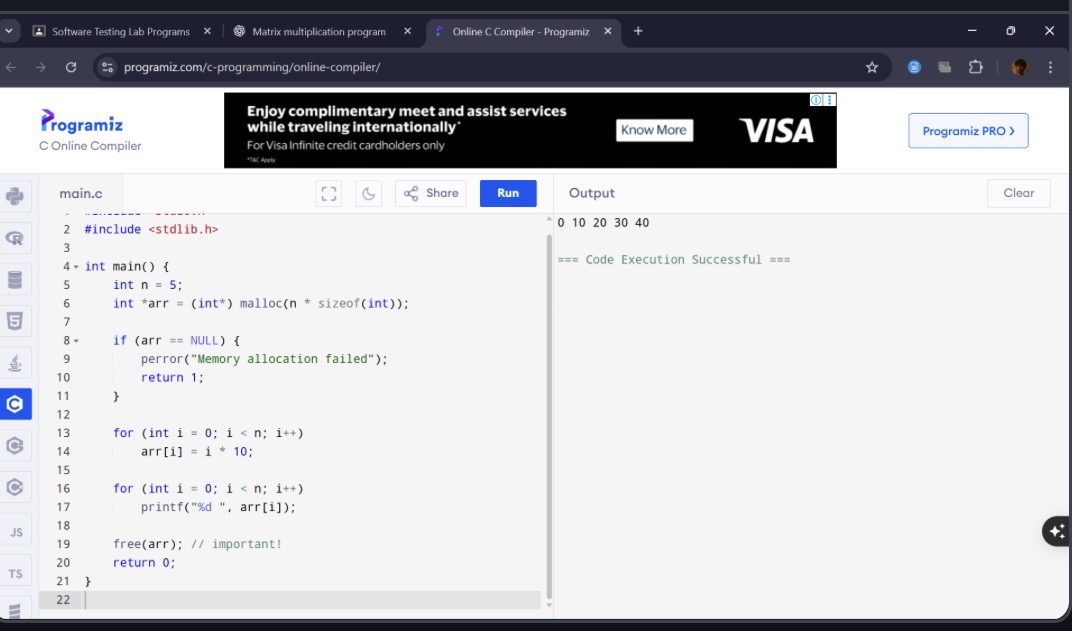 Software Testing Lab Programs
Matrix multiplication program
Online C Compiler - Programiz
programiz.com/c-programming/online-compiler/
Programiz
C Online Compiler
Enjoy complimentary meet and assist services
while traveling internationally*
For Visa Infinite credit cardholders only
*T&C Apply
Know More
VISA
Programiz PRO >
main.c
Share
Run
Output
Clear
2 #include <stdlib.h>
3
4 int main() {
5 int n = 5;
6 int *arr = (int*) malloc(n * sizeof(int));
7
8 if (arr == NULL) {
9 perror("Memory allocation failed");
10 return 1;
11 }
12
13 for (int i = 0; i < n; i++)
14 arr[i] = i * 10;
15
16 for (int i = 0; i < n; i++)
17 printf("%d ", arr[i]);
18
19 free(arr); // important!
20 return 0;
21 }
22
0 10 20 30 40
=== Code Execution Successful ===
JS
TS